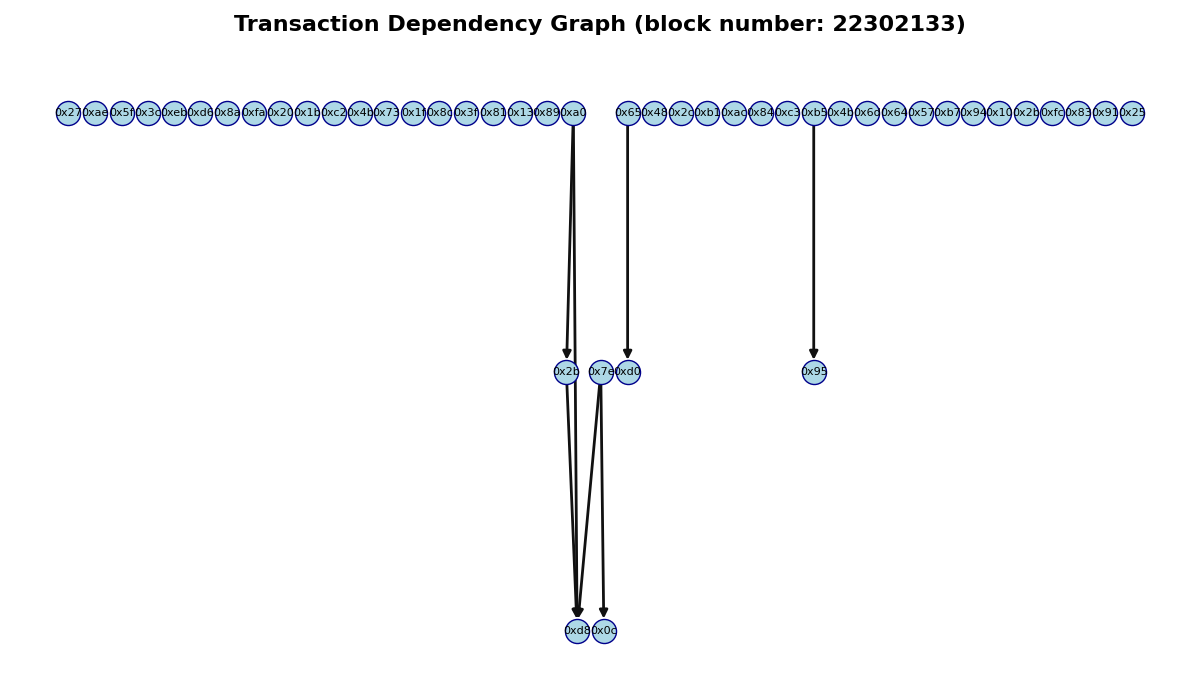 Transaction Dependency Graph (block number: 22302133)
0x27 0xae 0x5f 0x3c 0xeb 0xd6 0x8a 0xfa 0x20 0x1b 0xc2 0x4b 0x73 0x1f 0x8c 0x3f 0x81 0x13 0x89 0xa0 0x65 0x48 0x2c 0xb1 0xac 0x84 0xc3 0xb5 0x4b 0x6d 0x64 0x57 0xb7 0x94 0x10 0x2b 0xfc 0x83 0x91 0x25
0x2b 0x7e 0xd0 0x95
0xd8 0x0c